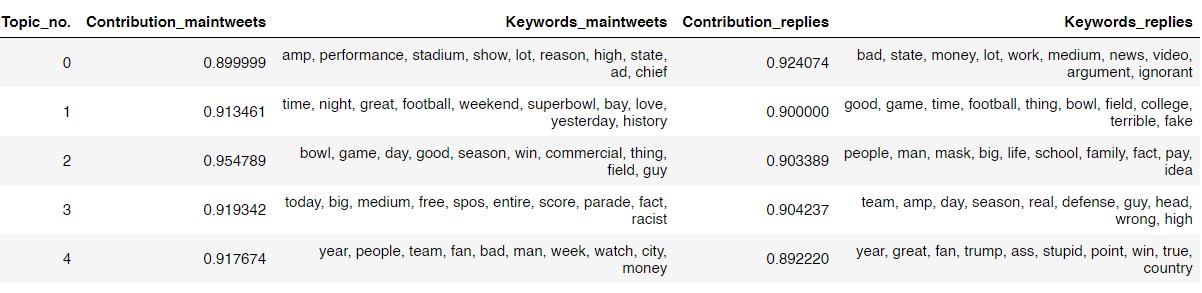 Topic_no. Contribution_maintweets Keywords_maintweets Contribution_replies Keywords_replies
0 0.899999 amp, performance, stadium, show, lot, reason, high, state, ad, chief 0.924074 bad, state, money, lot, work, medium, news, video, argument, ignorant
1 0.913461 time, night, great, football, weekend, superbowl, bay, love, yesterday, history 0.900000 good, game, time, football, thing, bowl, field, college, terrible, fake
2 0.954789 bowl, game, day, good, season, win, commercial, thing, field, guy 0.903389 people, man, mask, big, life, school, family, fact, pay, idea
3 0.919342 today, big, medium, free, spos, entire, score, parade, fact, racist 0.904237 team, amp, day, season, real, defense, guy, head, wrong, high
4 0.917674 year, people, team, fan, bad, man, week, watch, city, money 0.892220 year, great, fan, trump, ass, stupid, point, win, true, country